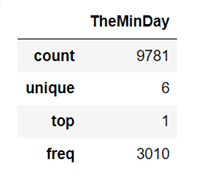 TheMinDay
count 9781
unique 6
top 1
freq 3010